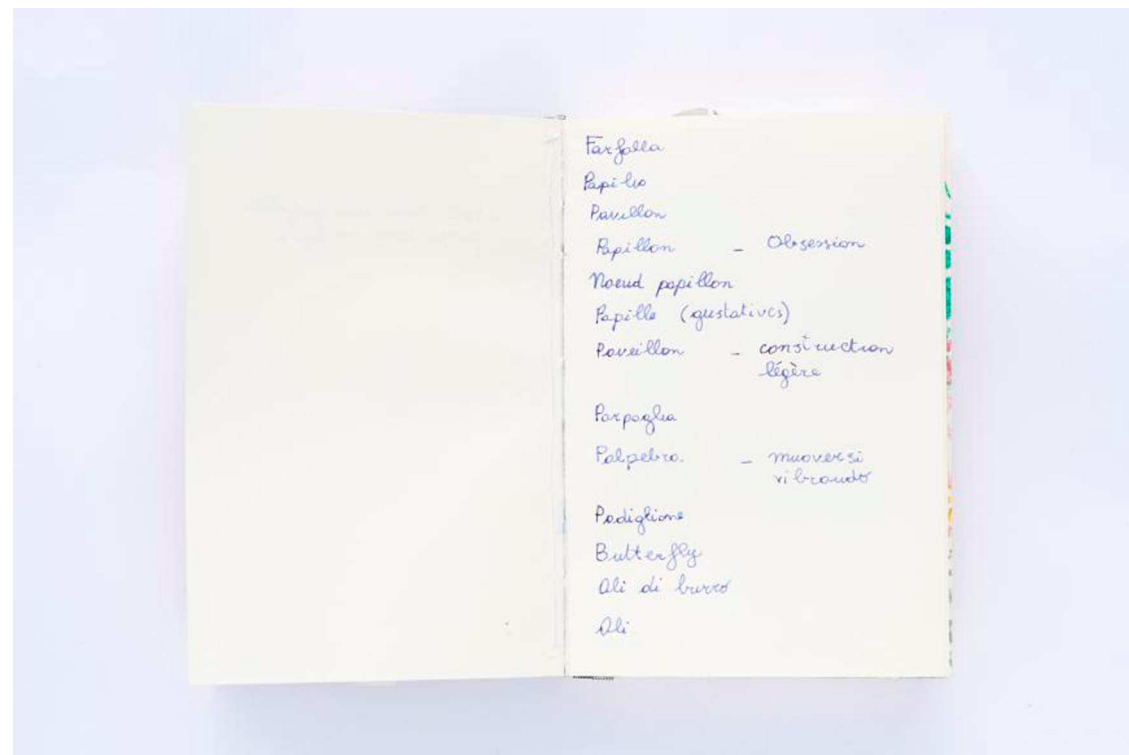 Farfalla
Papilio
Pavillon
Papillon - Obsession
Noeud papillon
Papille (gustatives)
Paveillon - construction
légère
Parpaglia
Palpebra. - muoversi
vibrando
Padiglione
Butterfly
Ali di burro
Ali